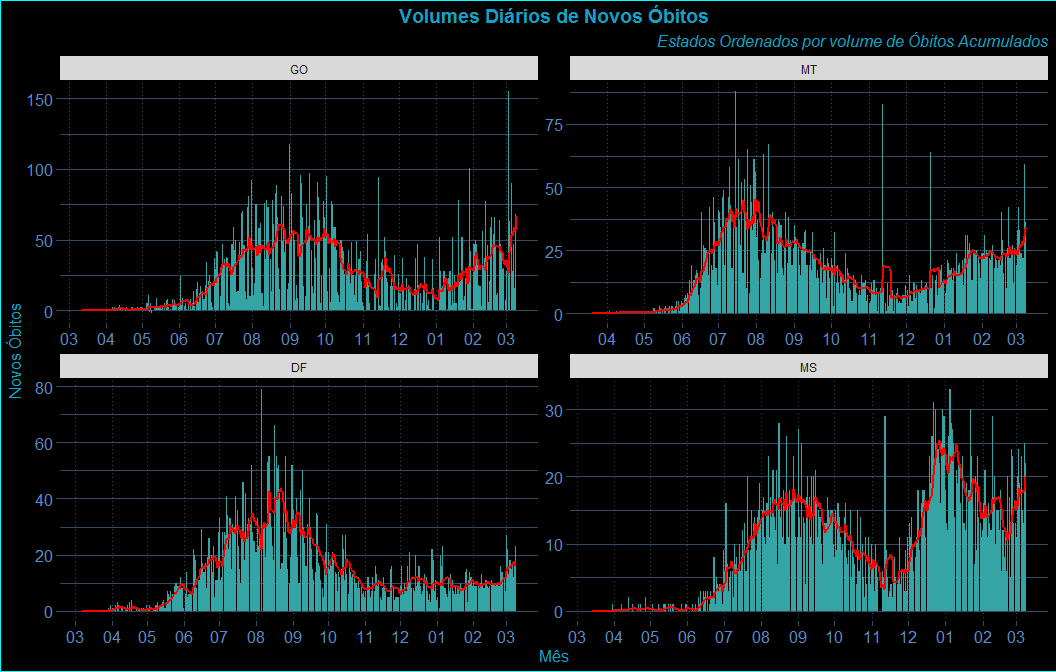 Volumes Diários de Novos Óbitos
Estados Ordenados por volume de Óbitos Acumulados
GO
MT
150
100
50
0
03 04 05 06 07 08 09 10 11 12 01 02 03
75
50
25
0
04 05 06 07 08 09 10 11 12 01 02 03
Novos Óbitos
DF
MS
80
60
40
20
0
03 04 05 06 07 08 09 10 11 12 01 02 03
30
20
10
0
03 04 05 06 07 08 09 10 11 12 01 02 03
Mês